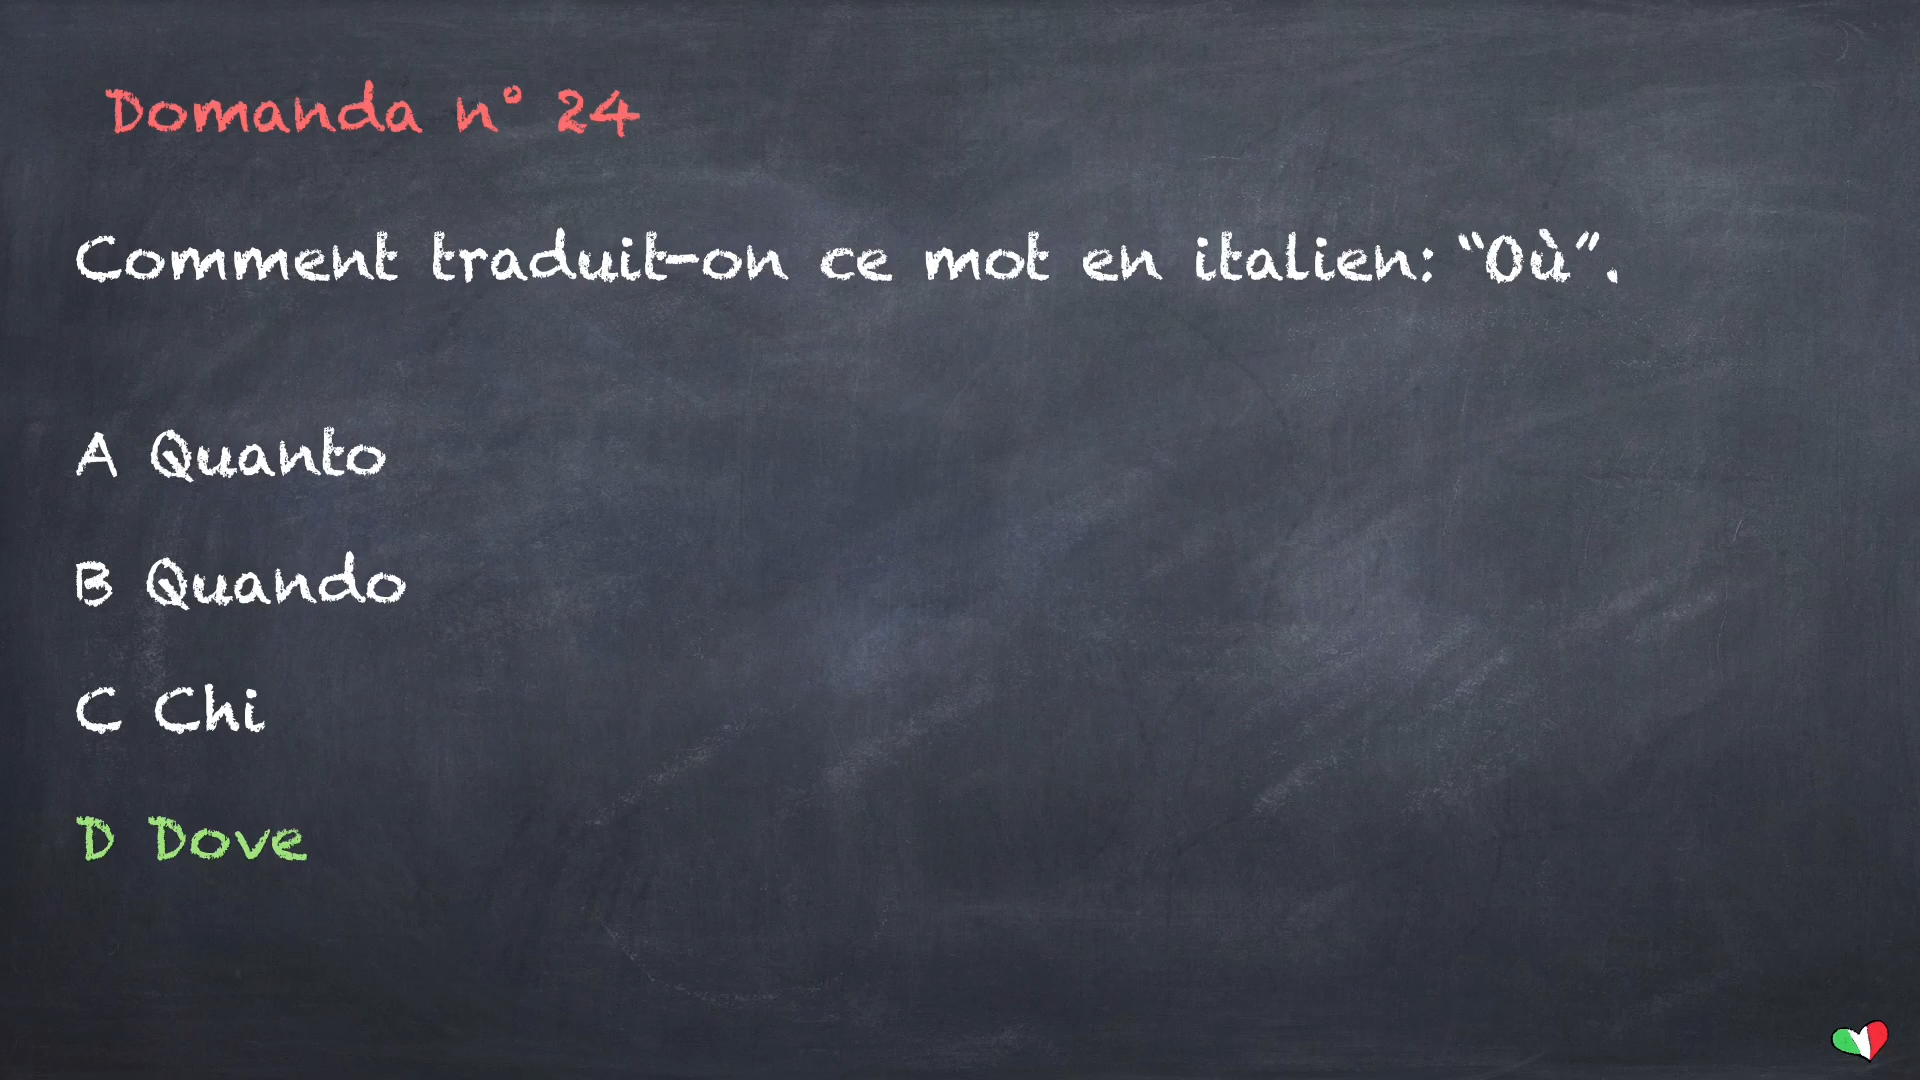 Domanda n° 24
Comment traduit-on ce mot en italien: “Où”.
A Quanto
B Quando
C Chi
D Dove